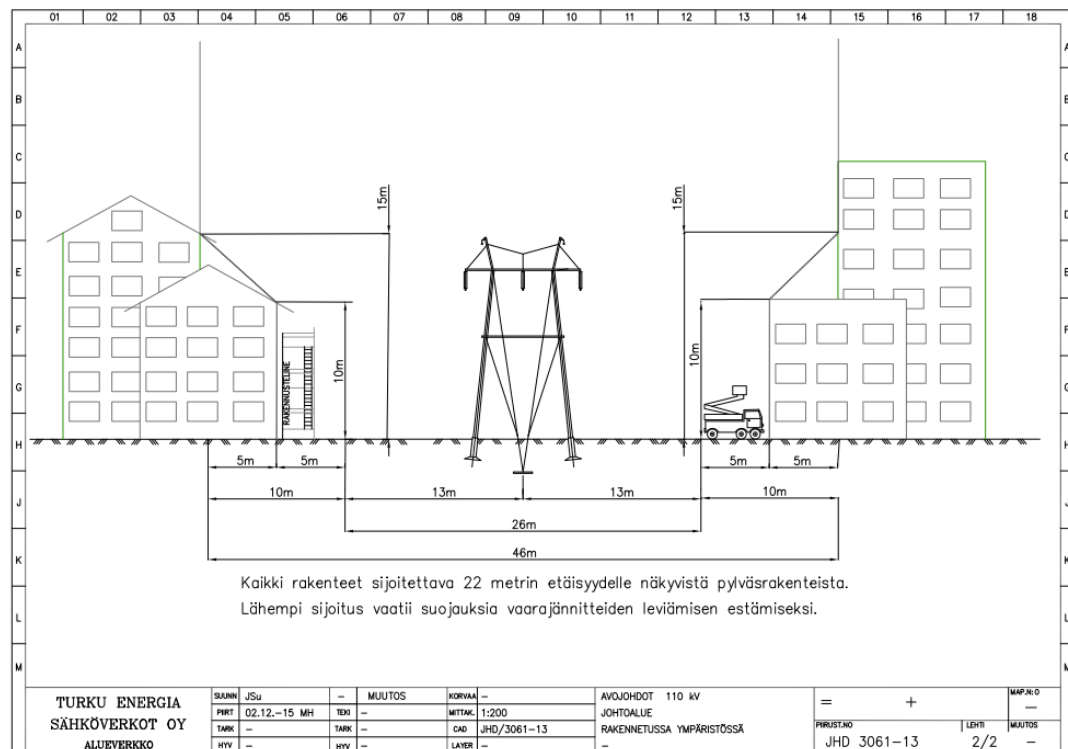 01 02 03 04 05 06 07 08 09 10 11 12 13 14 15 16 17 18
A A
B B
C C
D D
E E
F F
G G
H H
J J
K K
L L
M M
15m 15m
10m 10m
RAKENNUSTELINE
5m 5m 5m 5m
10m 13m 13m 10m
26m
46m
Kaikki rakenteet sijoitettava 22 metrin etäisyydelle näkyvistä pylväsrakenteista.
Lähempi sijoitus vaatii suojauksia vaarajännitteiden leviämisen estämiseksi.
TURKU ENERGIA
SÄHKÖVERKOT OY
ALUEVERKKO
SUUNN JSu – MUUTOS KORVAA –
PIIRT 02.12.–15 MH TEKI – MITTAK. 1:200
TARK – TARK – CAD JHD/3061–13
HYV – HYV – LAYER –
AVOJOHDOT 110 kV
JOHTOALUE
RAKENNETUSSA YMPÄRISTÖSSÄ
–
= + MAP.N:O
–
PIIRUST.NO LEHTI MUUTOS
JHD 3061–13 2/2 –